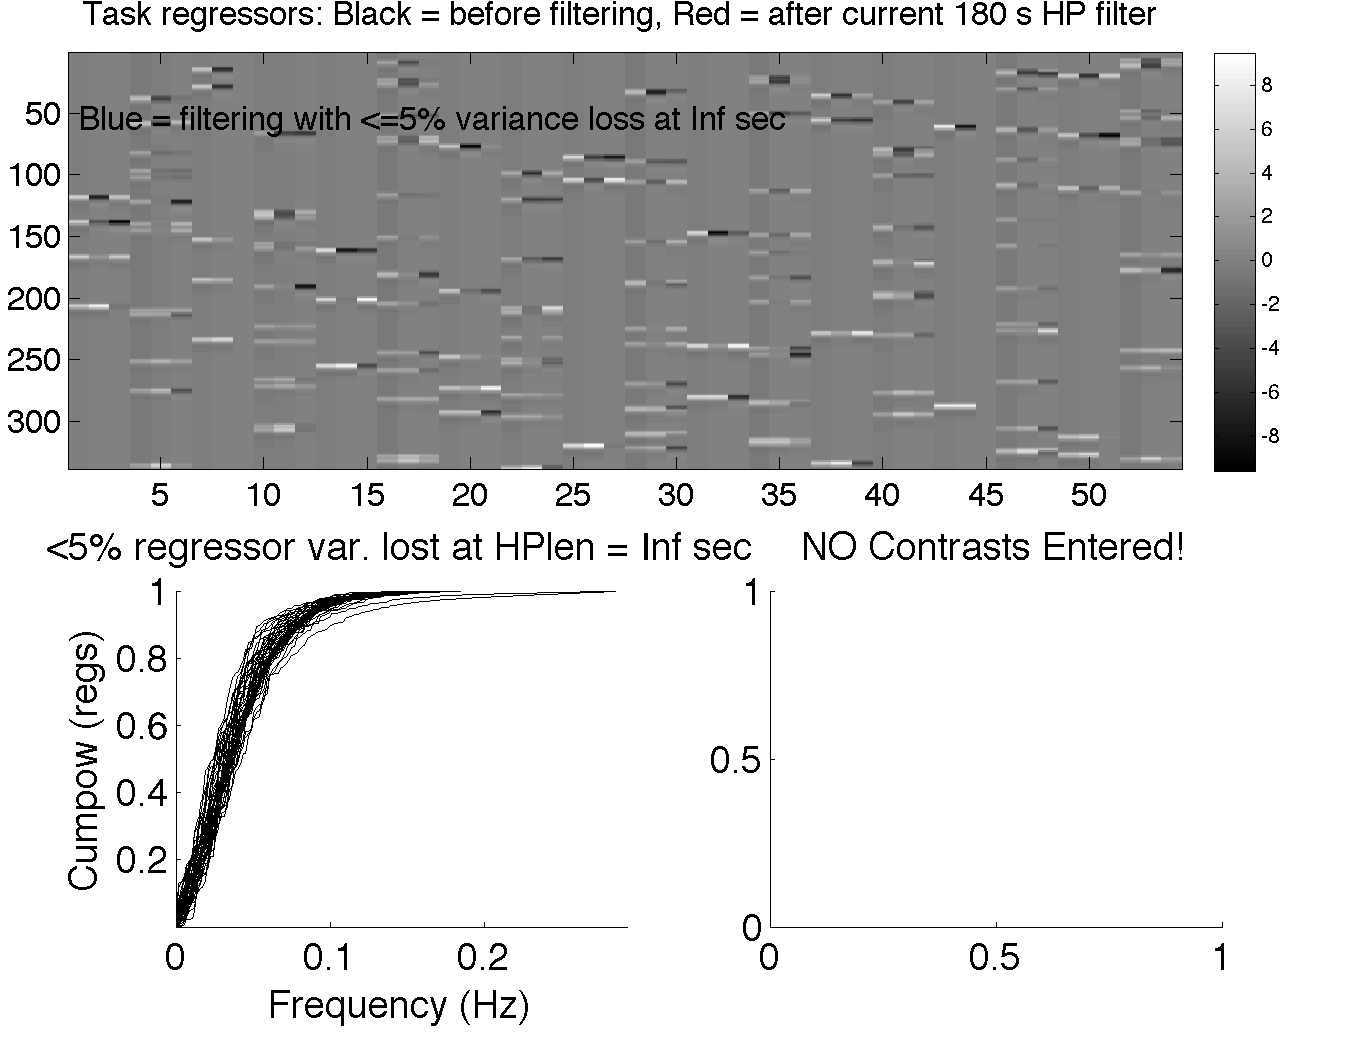 Task regressors: Black = before filtering, Red = after current 180 s HP filter
Blue = filtering with <=5% variance loss at Inf sec
50
100
150
200
250
300
5 10 15 20 25 30 35 40 45 50
8
6
4
2
0
-2
-4
-6
-8
<5% regressor var. lost at HPlen = Inf sec
1
0.8
0.6
0.4
0.2
Cumpow (regs)
0 0.1 0.2
Frequency (Hz)
NO Contrasts Entered!
1
0.5
0
0 0.5 1